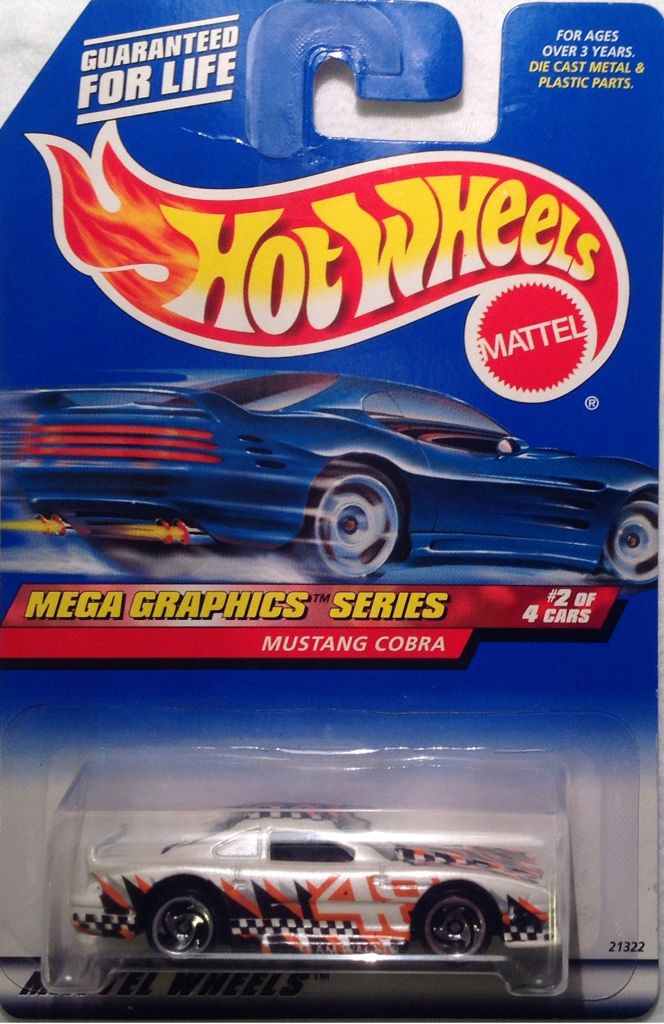 GUARANTEED
FOR LIFE
FOR AGES
OVER 3 YEARS.
DIE CAST METAL &
PLASTIC PARTS.
HOT WHEELS
MATTEL
®
MEGA GRAPHICS™ SERIES
#2 OF
4 CARS
MUSTANG COBRA
21322
WHEELS™